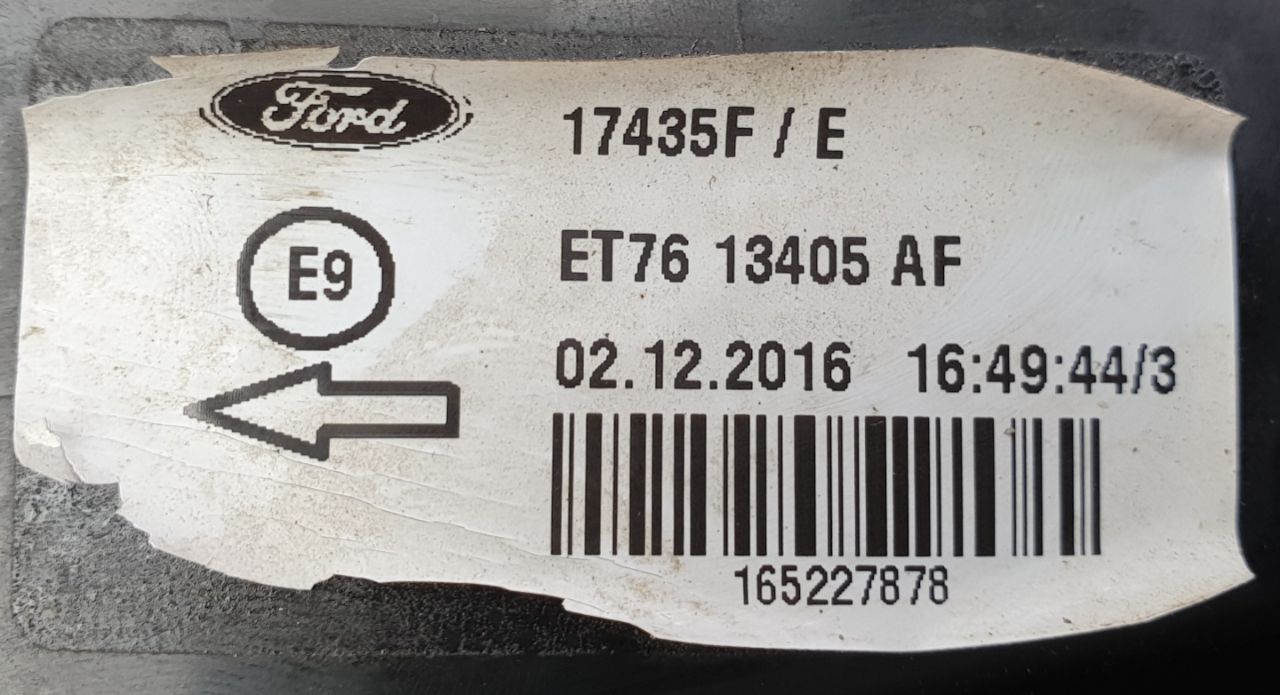 Ford
17435F / E
E9
ET76 13405 AF
02.12.2016 16:49:44/3
165227878